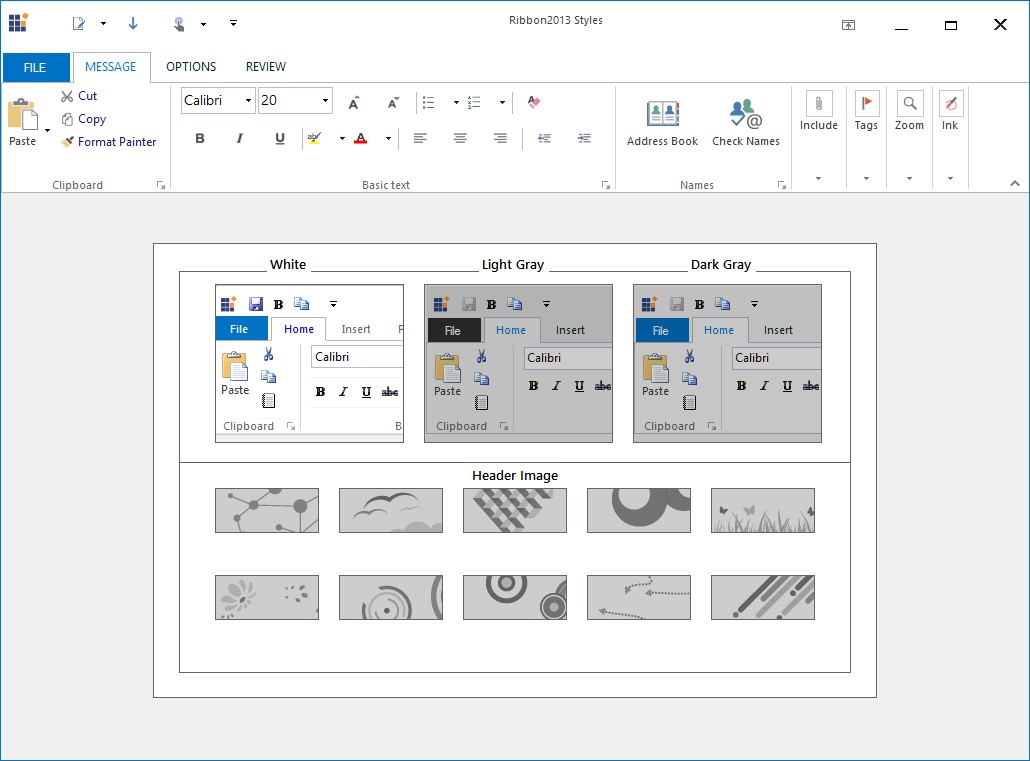 Ribbon2013 Styles
FILE MESSAGE OPTIONS REVIEW
Paste
Cut
Copy
Format Painter
Clipboard
Calibri 20
A A
B I U ab A
Basic text
Address Book Check Names
Names
Include Tags Zoom Ink
White Light Gray Dark Gray
B
File Home Insert P
Calibri
Paste
B I U abc
Clipboard B
B
File Home Insert
Calibri
Paste
B I U abc
Clipboard
B
File Home Insert
Calibri
Paste
B I U abc
Clipboard
Header Image